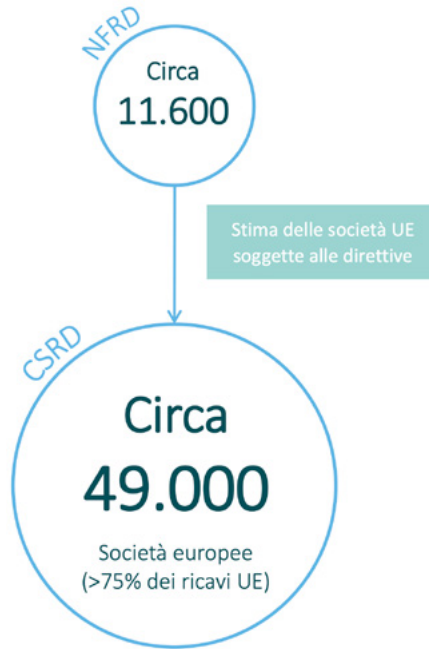 NFRD
Circa
11.600
Stima delle società UE
soggette alle direttive
CSRD
Circa
49.000
Società europee
(>75% dei ricavi UE)